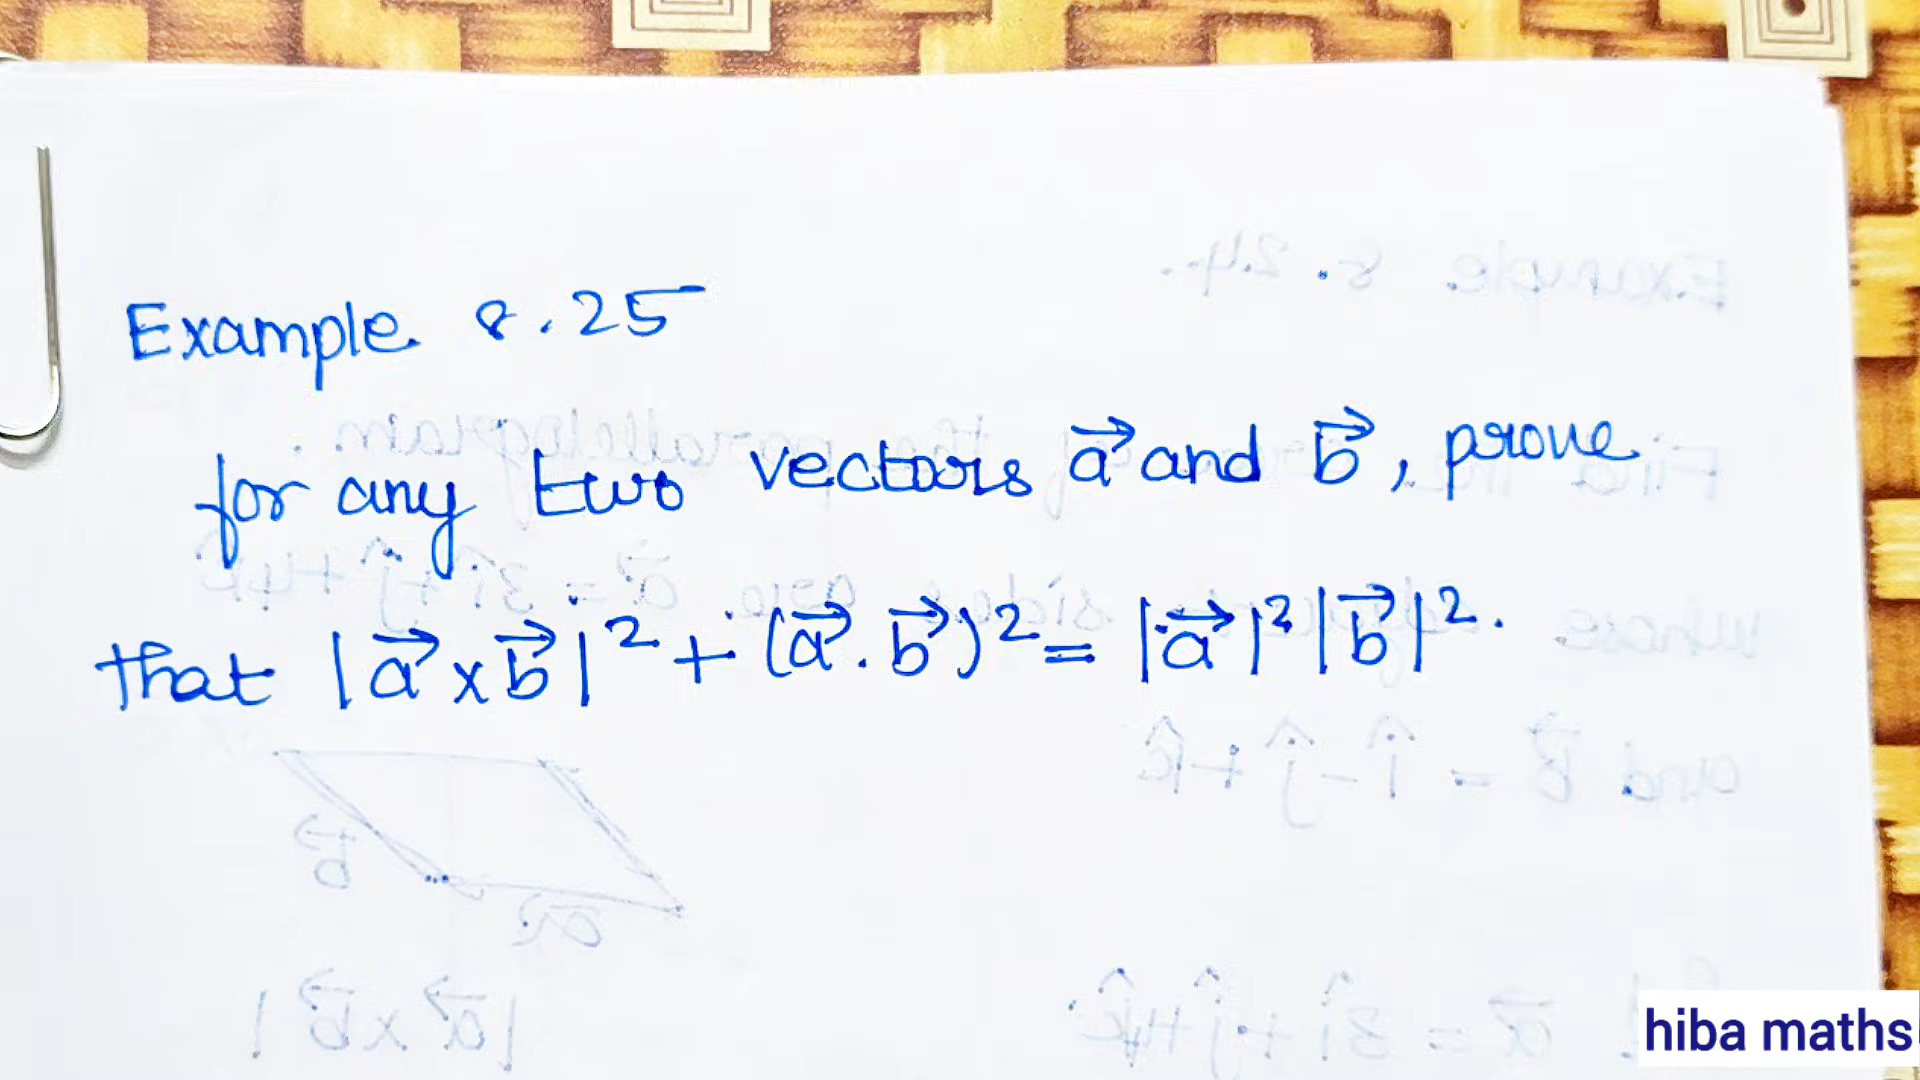 Example 8.25
for any two vectors a⃗ and b⃗, prove
that |a⃗ x b⃗|² + (a⃗ . b⃗)² = |a⃗|² |b⃗|².
hiba maths